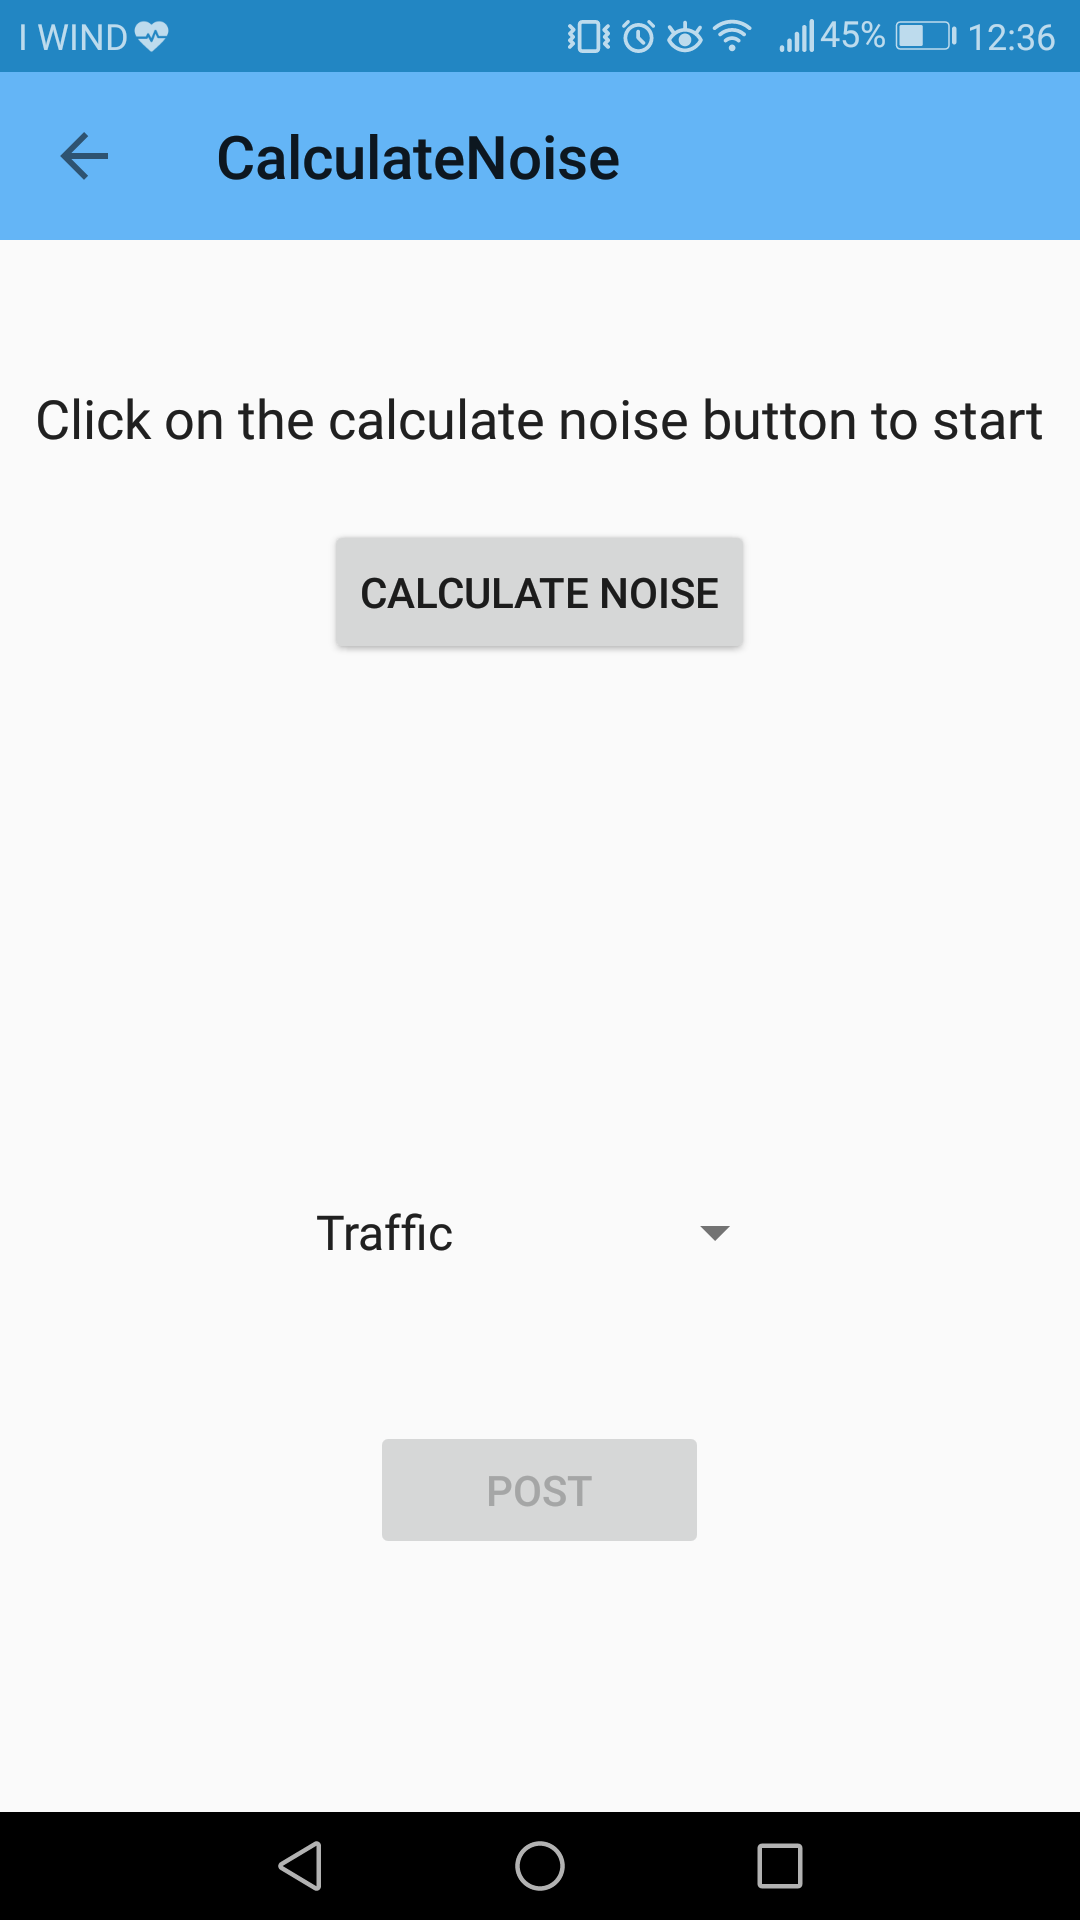 I WIND 45% 12:36
CalculateNoise
Click on the calculate noise button to start
CALCULATE NOISE
Traffic
POST